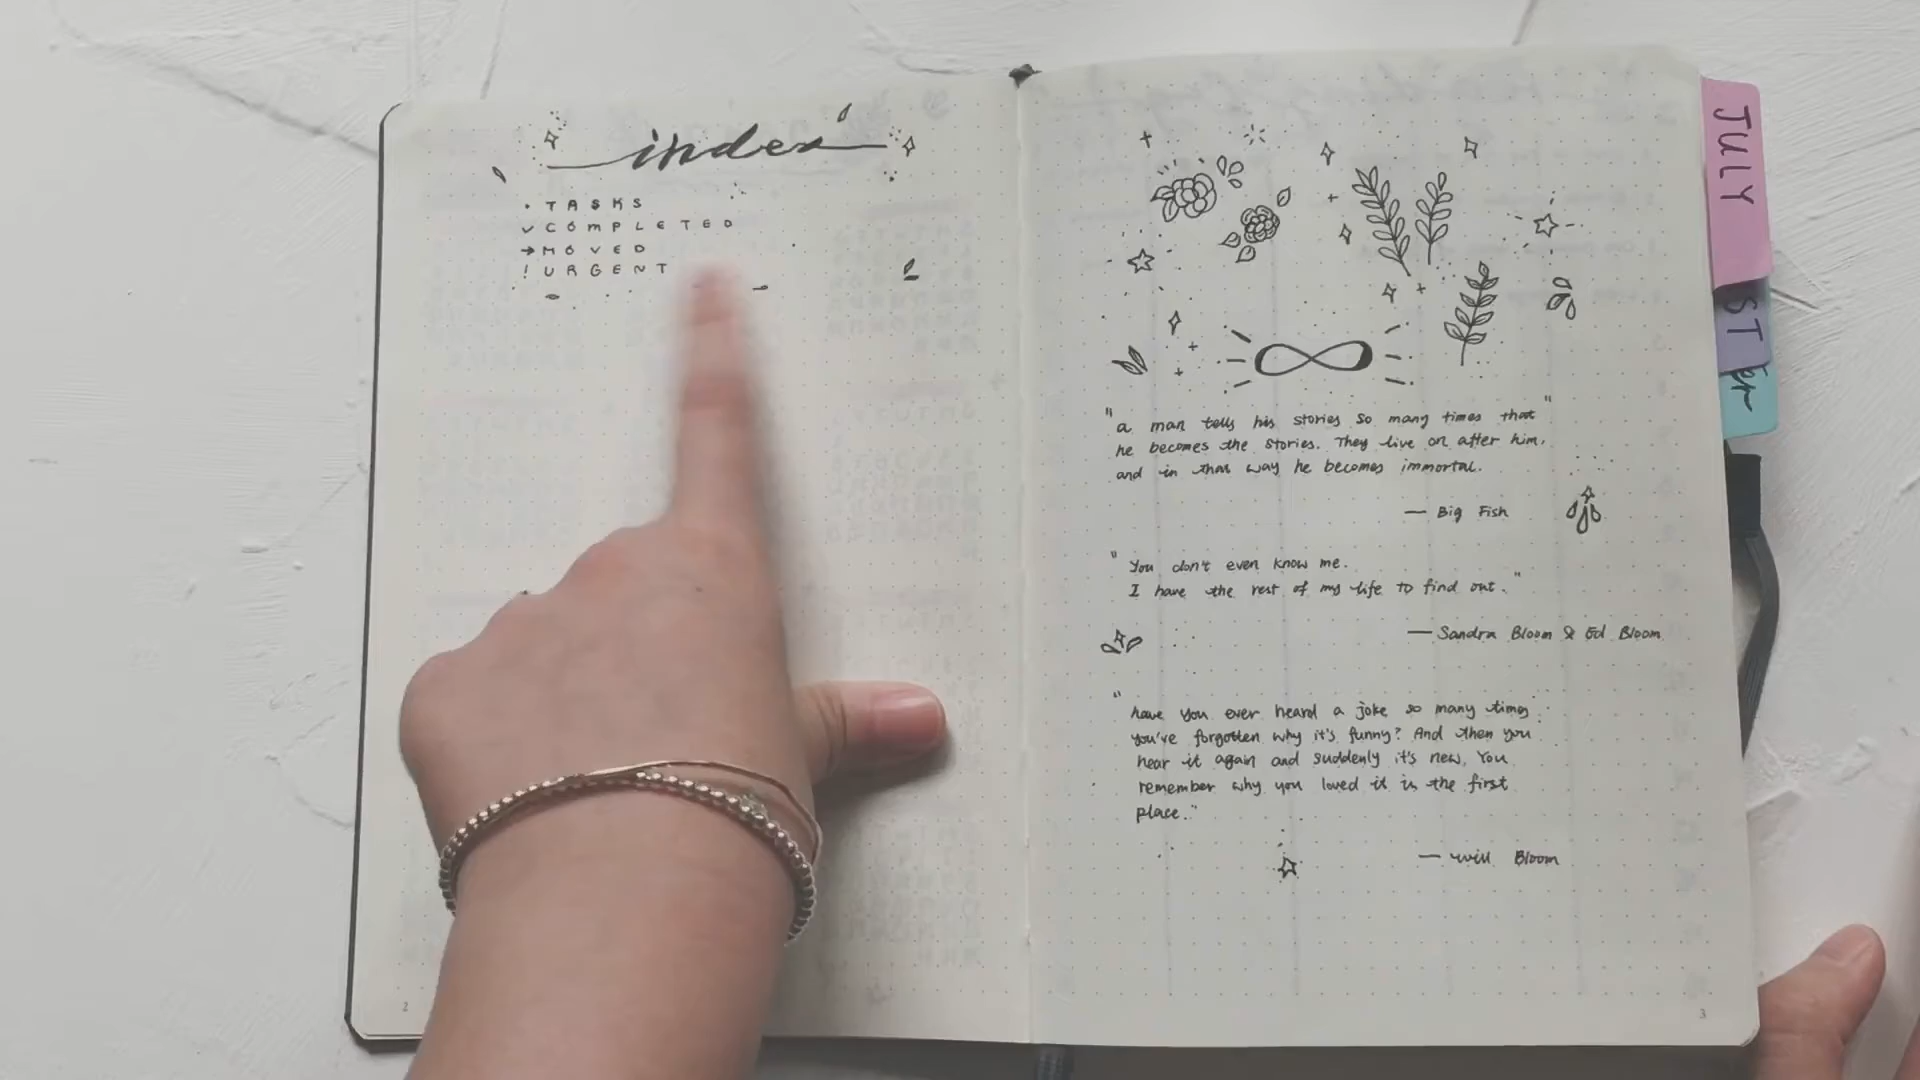 index
• TASKS
✓ COMPLETED
→ MOVED
! URGENT
2
"a man tells his stories so many times that"
he becomes the stories. They live on after him,
and in that way he becomes immortal.
— Big Fish
"You don't even know me.
I have the rest of my life to find out."
— Sandra Bloom & Ed Bloom
"have you ever heard a joke so many times
you've forgotten why it's funny? And then you
hear it again and suddenly it's new. You
remember why you loved it in the first
place."
— Will Bloom
3
JULY
ST
er